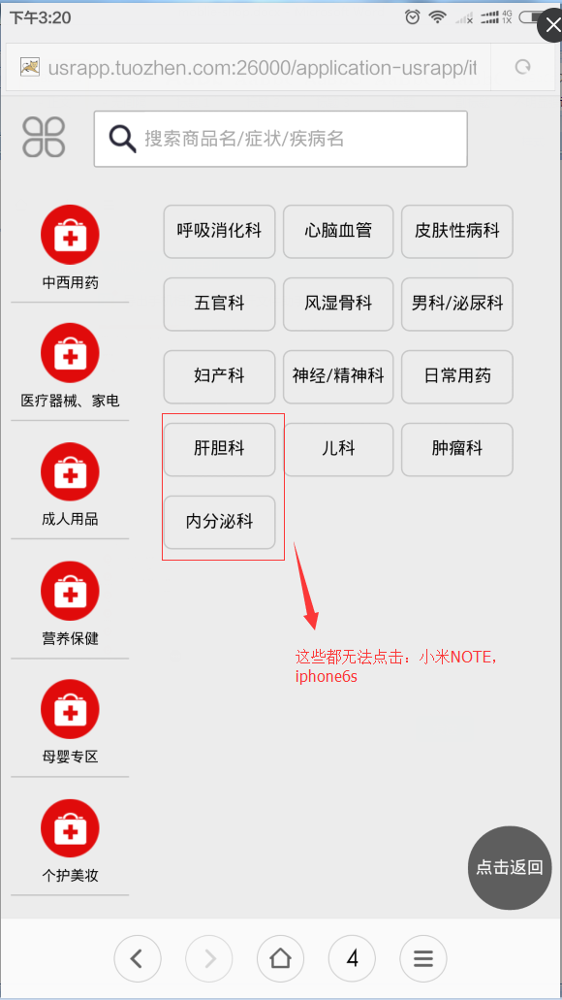 下午3:20
4G
1X
usrapp.tuozhen.com:26000/application-usrapp/it
搜索商品名/症状/疾病名
中西用药
医疗器械、家电
成人用品
营养保健
母婴专区
个护美妆
呼吸消化科 心脑血管 皮肤性病科
五官科 风湿骨科 男科/泌尿科
妇产科 神经/精神科 日常用药
肝胆科 儿科 肿瘤科
内分泌科
这些都无法点击：小米NOTE，
iphone6s
点击返回
4